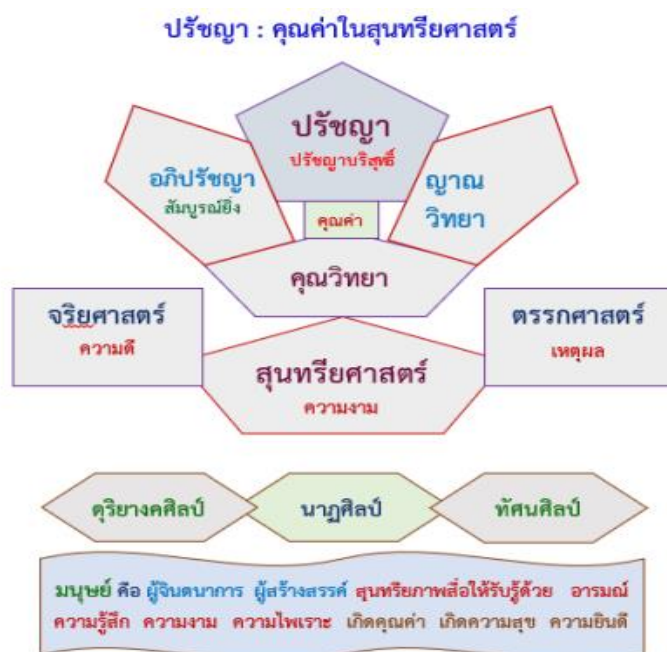 ปรัชญา : คุณค่าในสุนทรียศาสตร์
ปรัชญา
ปรัชญาบริสุทธิ์
อภิปรัชญา
สัมบูรณ์ยิ่ง
ญาณ
วิทยา
คุณค่า
คุณวิทยา
จริยศาสตร์
ความดี
ตรรกศาสตร์
เหตุผล
สุนทรียศาสตร์
ความงาม
ดุริยางคศิลป์
นาฏศิลป์
ทัศนศิลป์
มนุษย์ คือ ผู้จินตนาการ ผู้สร้างสรรค์ สุนทรียภาพสื่อให้รับรู้ด้วย อารมณ์
ความรู้สึก ความงาม ความไพเราะ เกิดคุณค่า เกิดความสุข ความยินดี